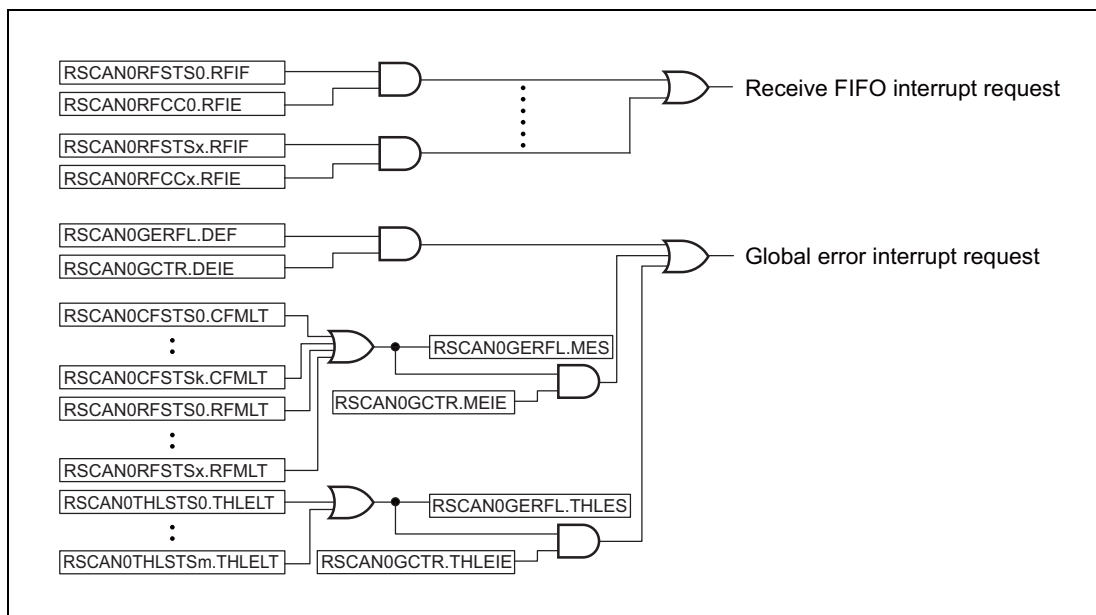 RSCAN0RFSTS0.RFIF
RSCAN0RFCC0.RFIE
Receive FIFO interrupt request
RSCAN0RFSTSx.RFIF
RSCAN0RFCCx.RFIE
RSCAN0GERFL.DEF
RSCAN0GCTR.DEIE
Global error interrupt request
RSCAN0CFSTS0.CFMLT
RSCAN0GERFL.MES
RSCAN0CFSTSk.CFMLT
RSCAN0GCTR.MEIE
RSCAN0RFSTS0.RFMLT
RSCAN0RFSTSx.RFMLT
RSCAN0THLSTS0.THLELT
RSCAN0GERFL.THLES
RSCAN0THLSTSm.THLELT
RSCAN0GCTR.THLEIE